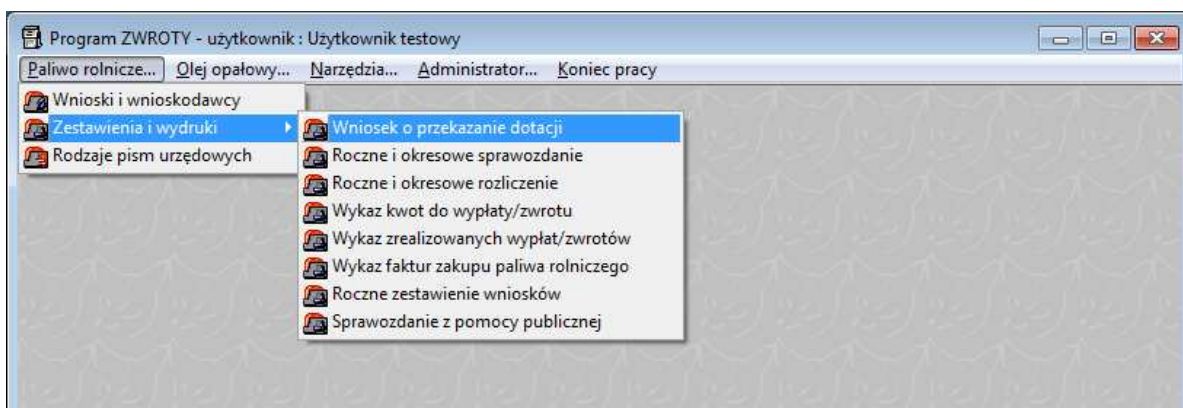 Program ZWROTY - użytkownik : Użytkownik testowy
Paliwo rolnicze... Olej opałowy... Narzędzia... Administrator... Koniec pracy
Wnioski i wnioskodawcy
Zestawienia i wydruki
Rodzaje pism urzędowych
Wniosek o przekazanie dotacji
Roczne i okresowe sprawozdanie
Roczne i okresowe rozliczenie
Wykaz kwot do wypłaty/zwrotu
Wykaz zrealizowanych wypłat/zwrotów
Wykaz faktur zakupu paliwa rolniczego
Roczne zestawienie wniosków
Sprawozdanie z pomocy publicznej